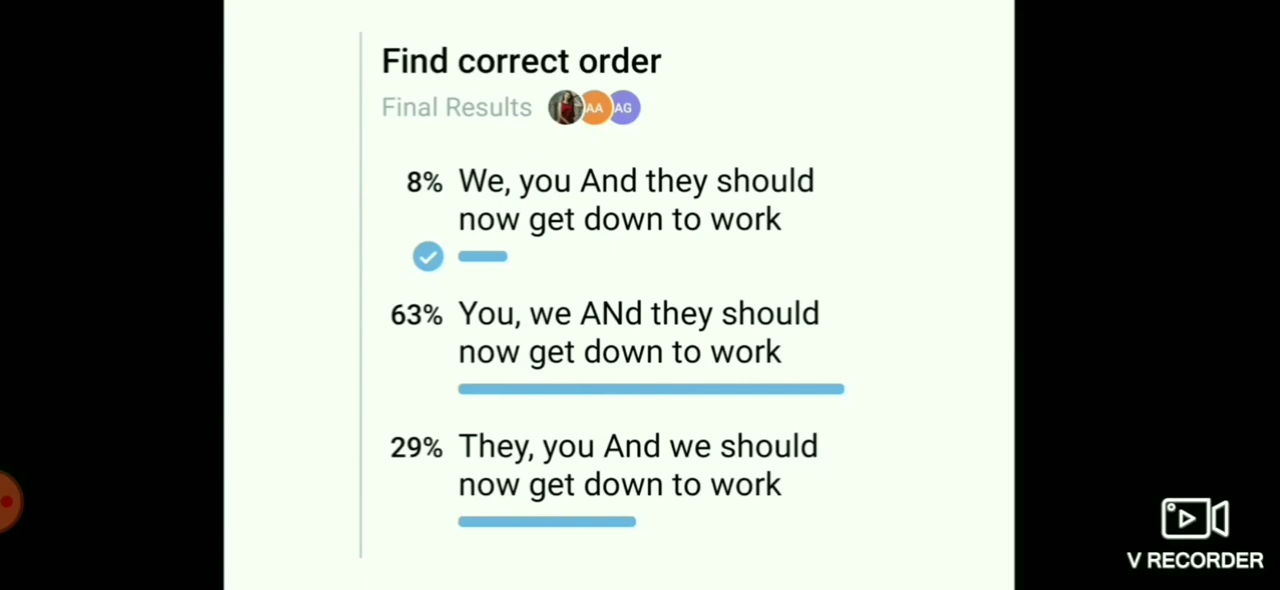 Find correct order
Final Results AA AG
8% We, you And they should
now get down to work
63% You, we ANd they should
now get down to work
29% They, you And we should
now get down to work
V RECORDER